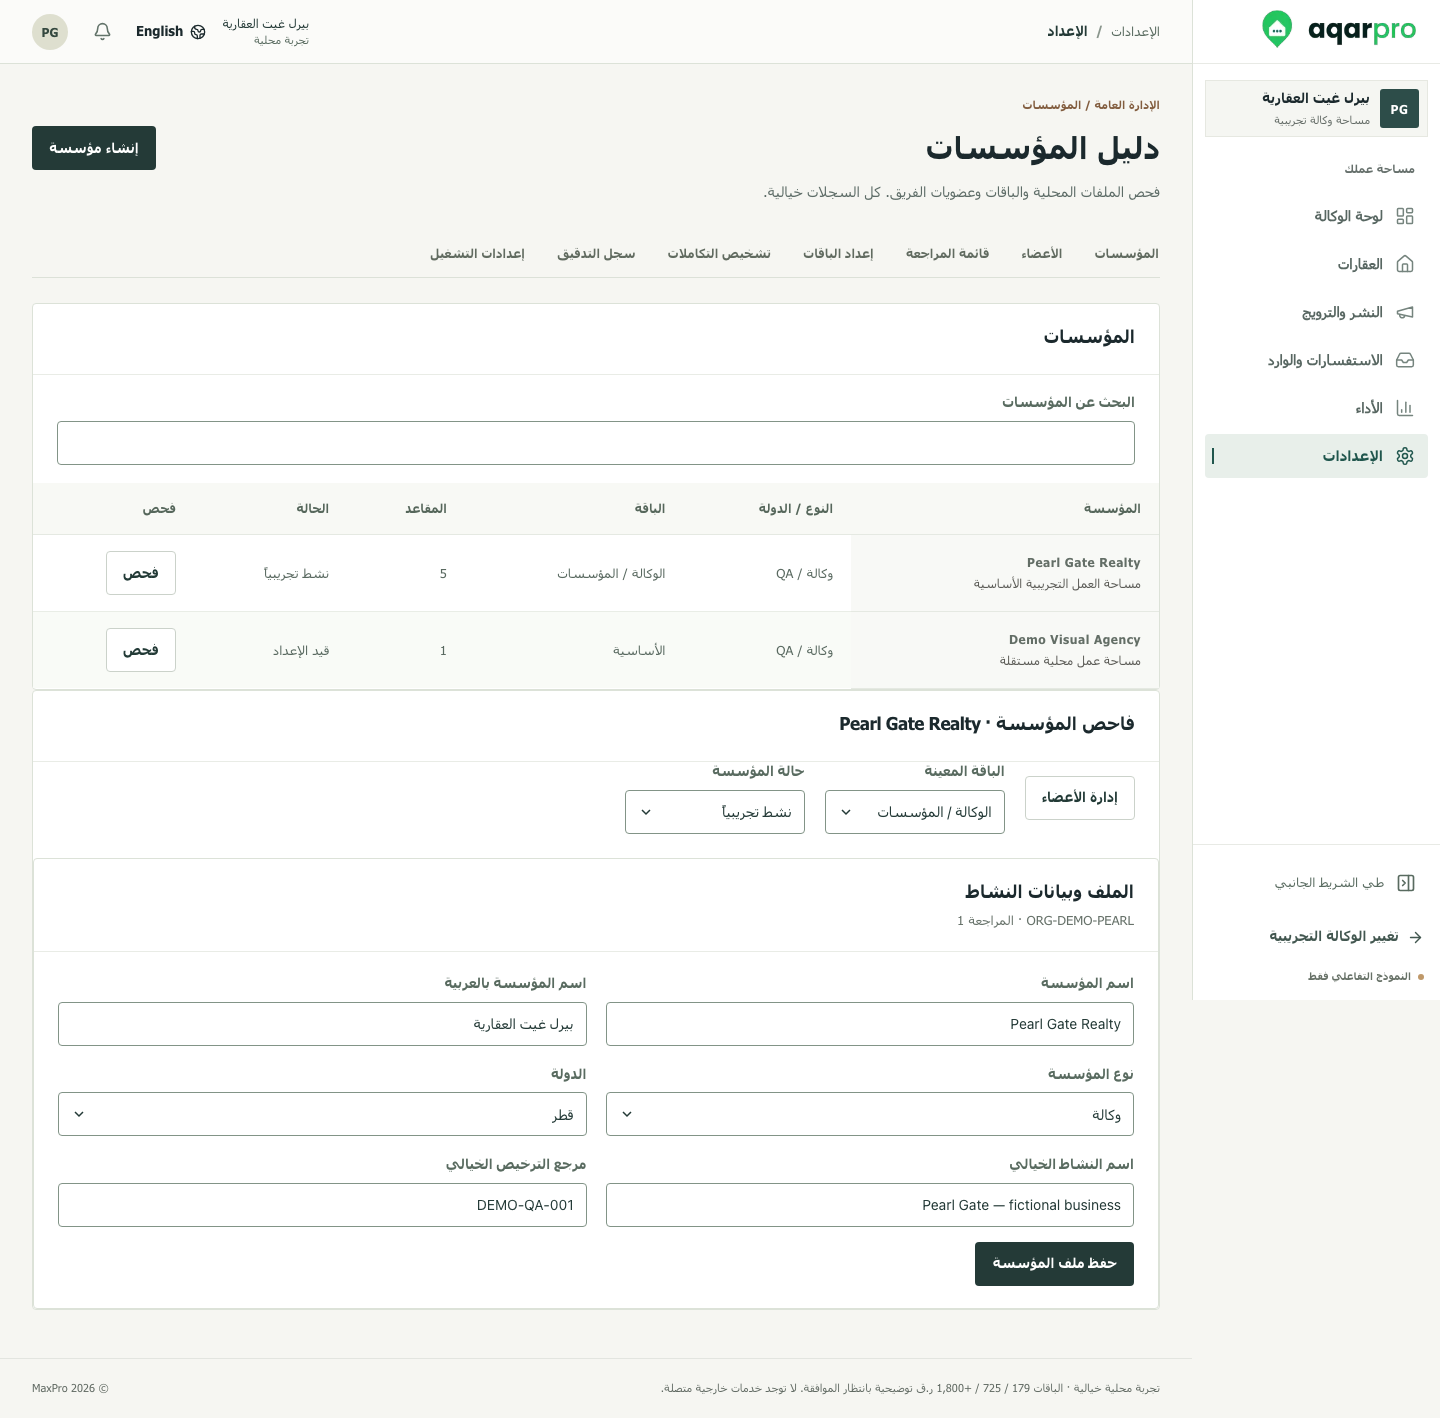 aqarpro
PG
بيرل غيت العقارية
مساحة وكالة تجريبية
مساحة عملك
لوحة الوكالة
العقارات
النشر والترويج
الاستفسارات والوارد
الأداء
الإعدادات
طي الشريط الجانبي
تغيير الوكالة التجريبية
النموذج التفاعلي فقط
الإعدادات / الإعداد
بيرل غيت العقارية
تجربة محلية
English
PG
الإدارة العامة / المؤسسات
دليل المؤسسات
إنشاء مؤسسة
فحص الملفات المحلية والباقات وعضويات الفريق. كل السجلات خيالية.
المؤسسات الأعضاء قائمة المراجعة إعداد الباقات تشخيص التكاملات سجل التدقيق إعدادات التشغيل
المؤسسات
البحث عن المؤسسات
المؤسسة النوع / الدولة الباقة المقاعد الحالة فحص
Pearl Gate Realty
مساحة العمل التجريبية الأساسية
وكالة / QA الوكالة / المؤسسات 5 نشط تجريبياً فحص
Demo Visual Agency
مساحة عمل محلية مستقلة
وكالة / QA الأساسية 1 قيد الإعداد فحص
فاحص المؤسسة · Pearl Gate Realty
إدارة الأعضاء
الباقة المعينة
الوكالة / المؤسسات
حالة المؤسسة
نشط تجريبياً
الملف وبيانات النشاط
ORG-DEMO-PEARL · المراجعة 1
اسم المؤسسة اسم المؤسسة بالعربية
Pearl Gate Realty بيرل غيت العقارية
نوع المؤسسة الدولة
وكالة قطر
اسم النشاط الخيالي مرجع الترخيص الخيالي
Pearl Gate — fictional business DEMO-QA-001
حفظ ملف المؤسسة
تجربة محلية خيالية · الباقات 179 / 725 / +1,800 ر.ق توضيحية بانتظار الموافقة. لا توجد خدمات خارجية متصلة.
MaxPro 2026 ©